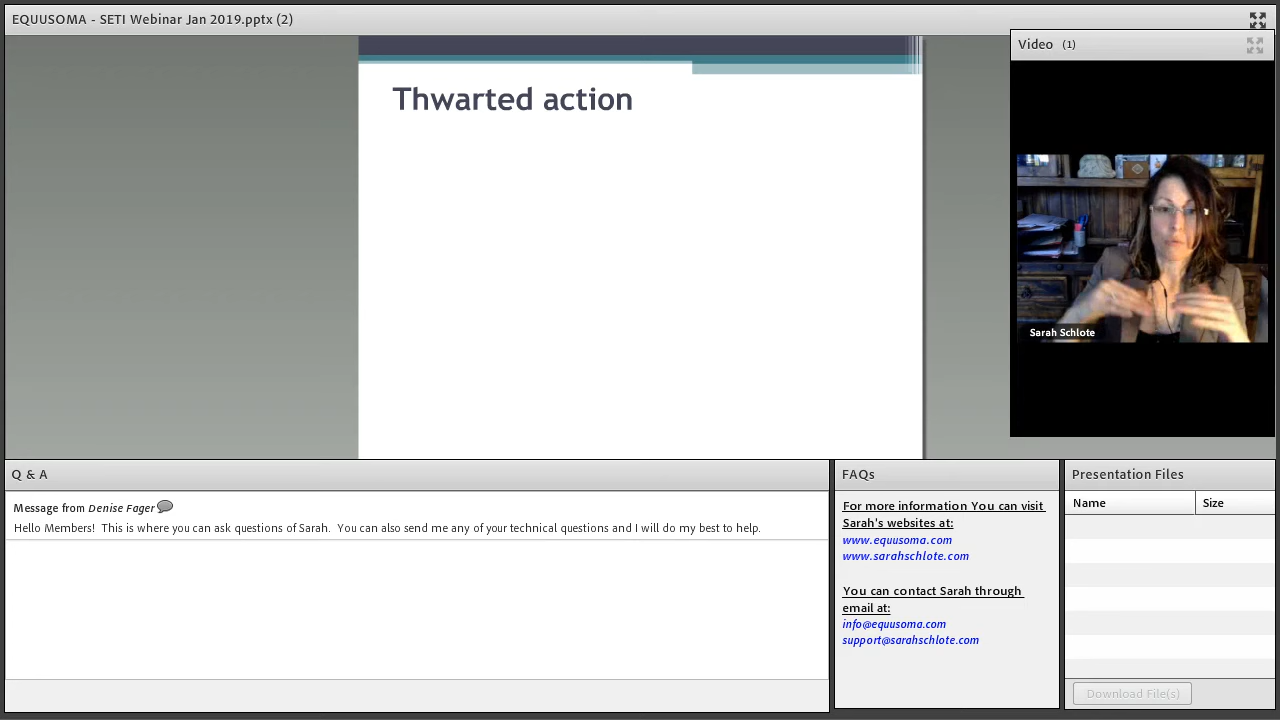 EQUUSOMA - SETI Webinar Jan 2019.pptx (2)
Video (1)
Thwarted action
Sarah Schlote
Q & A
Message from Denise Fager
Hello Members! This is where you can ask questions of Sarah. You can also send me any of your technical questions and I will do my best to help.
FAQs
For more information You can visit
Sarah's websites at:
www.equusoma.com
www.sarahschlote.com
You can contact Sarah through
email at:
info@equusoma.com
support@sarahschlote.com
Presentation Files
Name Size
Download File(s)